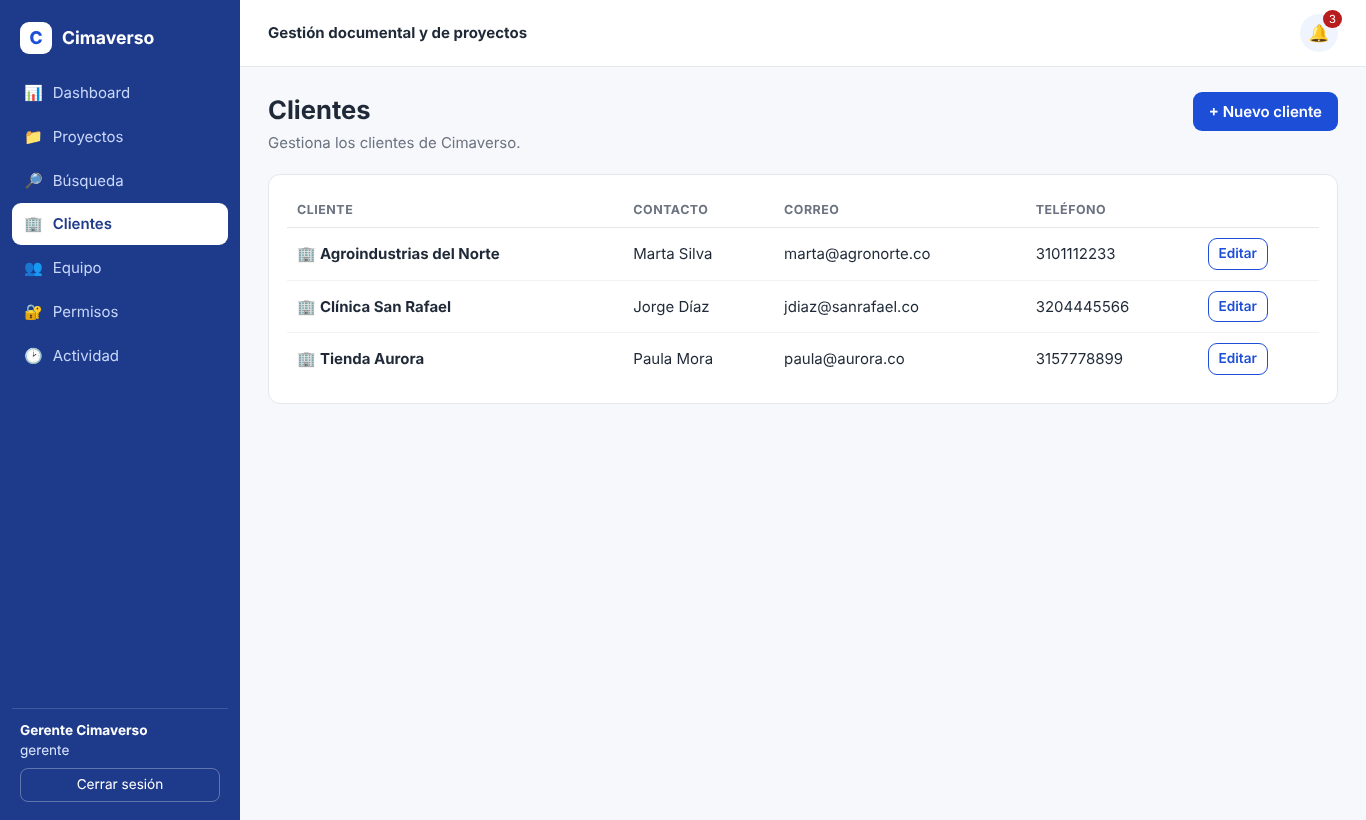 C Cimaverso
Dashboard
Proyectos
Búsqueda
Clientes
Equipo
Permisos
Actividad
Gerente Cimaverso
gerente
Cerrar sesión
Gestión documental y de proyectos
3
Clientes
+ Nuevo cliente
Gestiona los clientes de Cimaverso.
CLIENTE CONTACTO CORREO TELÉFONO
Agroindustrias del Norte Marta Silva marta@agronorte.co 3101112233 Editar
Clínica San Rafael Jorge Díaz jdiaz@sanrafael.co 3204445566 Editar
Tienda Aurora Paula Mora paula@aurora.co 3157778899 Editar